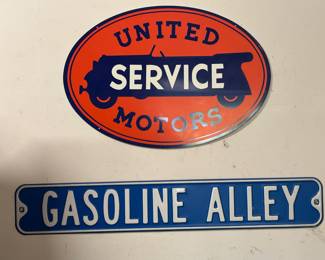 UNITED
SERVICE
MOTORS
GASOLINE ALLEY